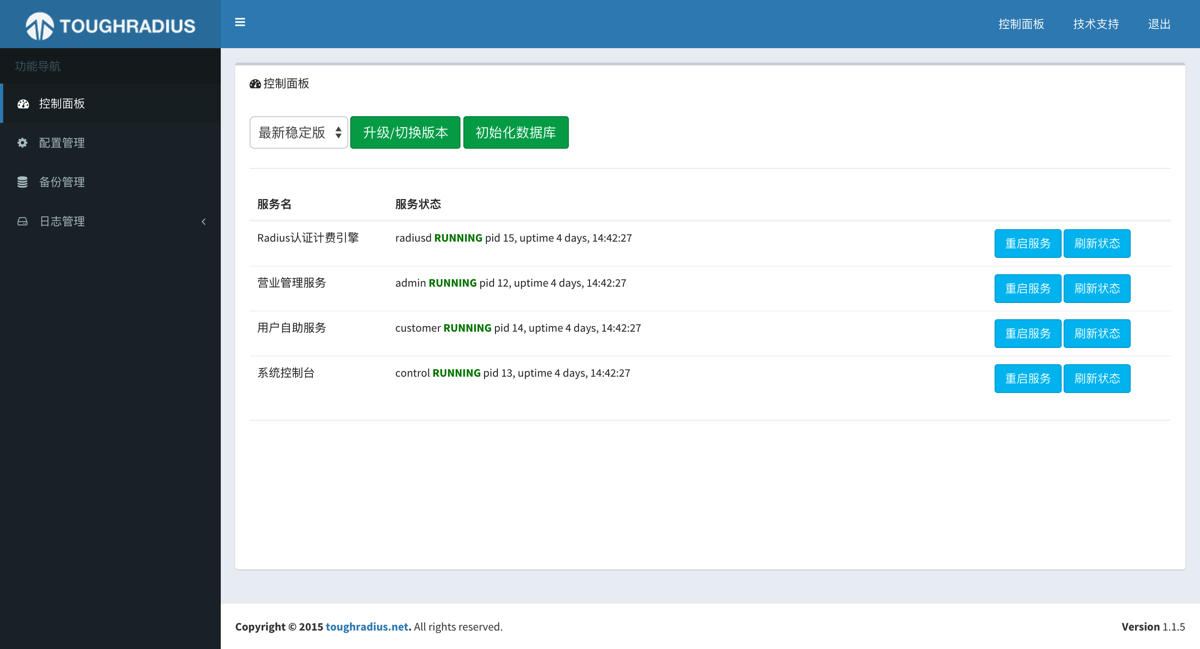 TOUGHRADIUS
控制面板 技术支持 退出
功能导航
控制面板
配置管理
备份管理
日志管理
控制面板
最新稳定版 升级/切换版本 初始化数据库
服务名 服务状态
Radius认证计费引擎 radiusd RUNNING pid 15, uptime 4 days, 14:42:27 重启服务 刷新状态
营业管理服务 admin RUNNING pid 12, uptime 4 days, 14:42:27 重启服务 刷新状态
用户自助服务 customer RUNNING pid 14, uptime 4 days, 14:42:27 重启服务 刷新状态
系统控制台 control RUNNING pid 13, uptime 4 days, 14:42:27 重启服务 刷新状态
Copyright © 2015 toughradius.net. All rights reserved. Version 1.1.5